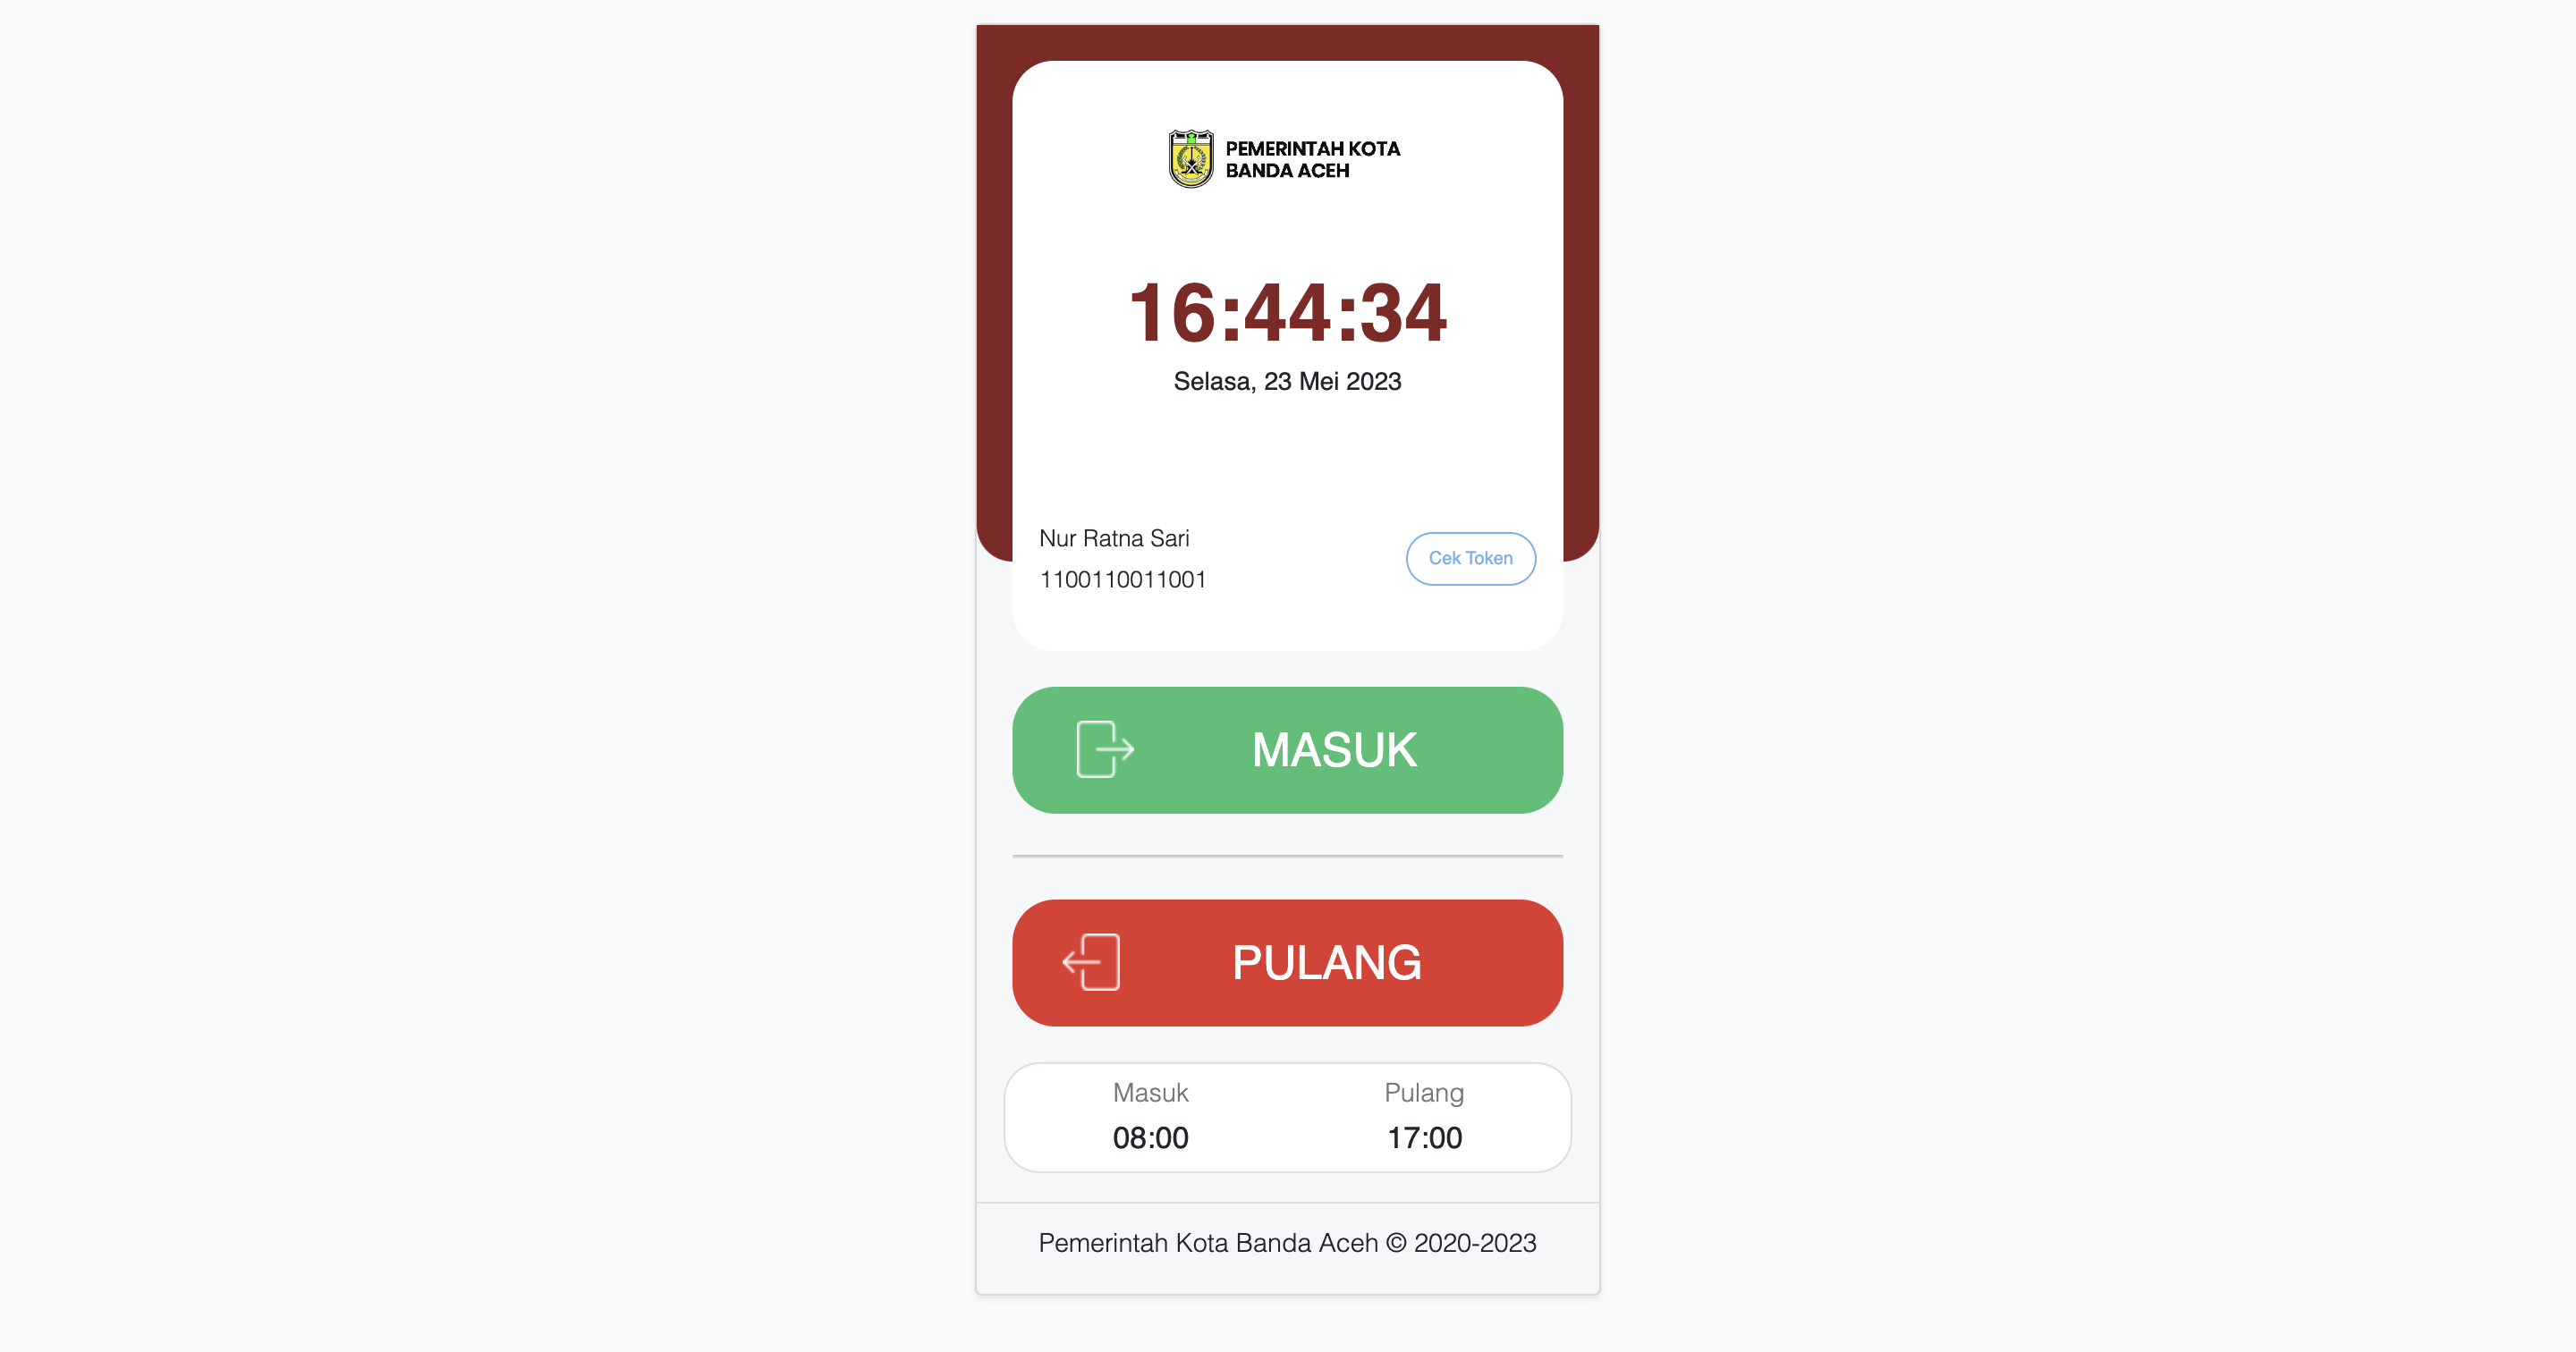 PEMERINTAH KOTA
BANDA ACEH
16:44:34
Selasa, 23 Mei 2023
Nur Ratna Sari
1100110011001
Cek Token
MASUK
PULANG
Masuk
Pulang
08:00
17:00
Pemerintah Kota Banda Aceh © 2020-2023